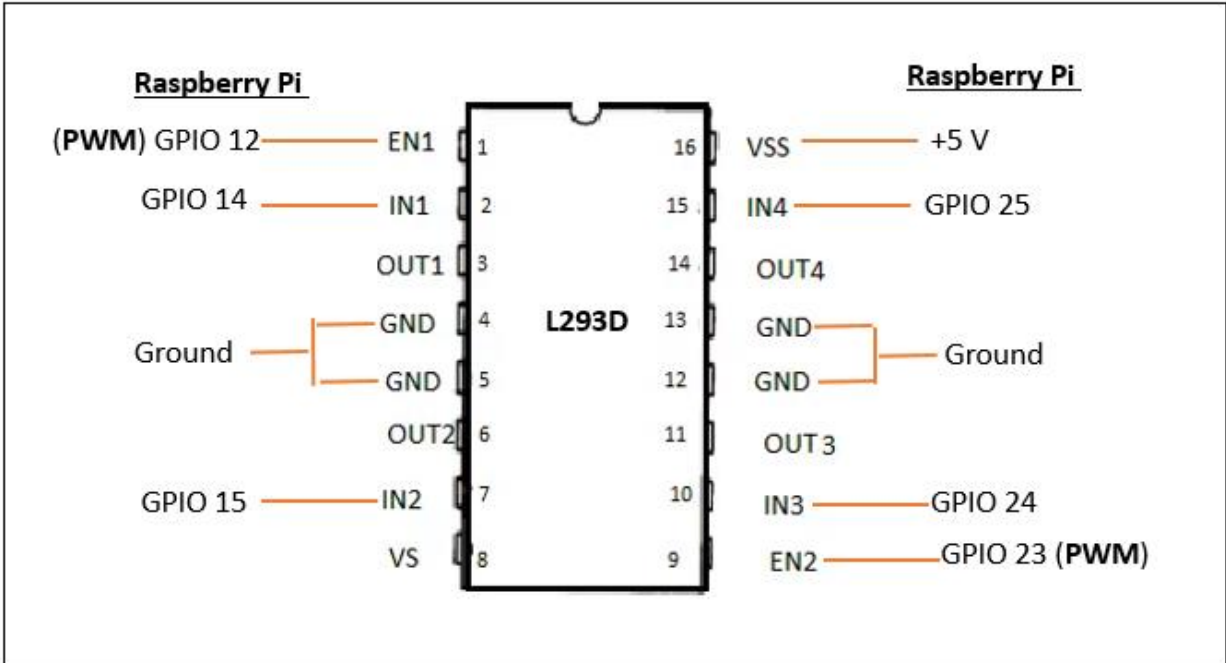 Raspberry Pi
Raspberry Pi
(PWM) GPIO 12 EN1 1 16 VSS +5 V
GPIO 14 IN1 2 15 IN4 GPIO 25
OUT1 3 14 OUT4
GND 4 L293D 13 GND
Ground Ground
GND 5 12 GND
OUT2 6 11 OUT3
GPIO 15 IN2 7 10 IN3 GPIO 24
VS 8 9 EN2 GPIO 23 (PWM)